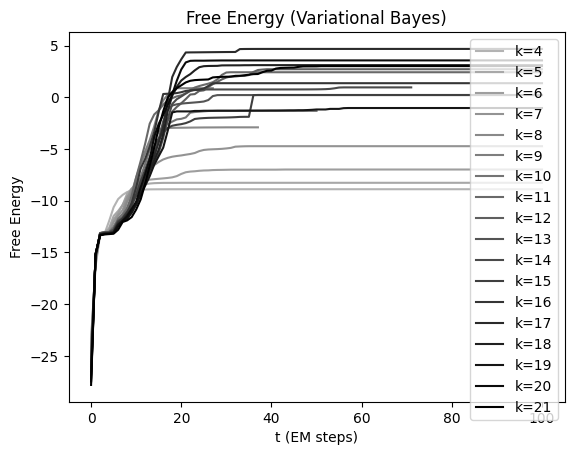 Free Energy (Variational Bayes)
Free Energy
5
0
−5
−10
−15
−20
−25
k=4
k=5
k=6
k=7
k=8
k=9
k=10
k=11
k=12
k=13
k=14
k=15
k=16
k=17
k=18
k=19
k=20
k=21
0 20 40 60 80 100
t (EM steps)